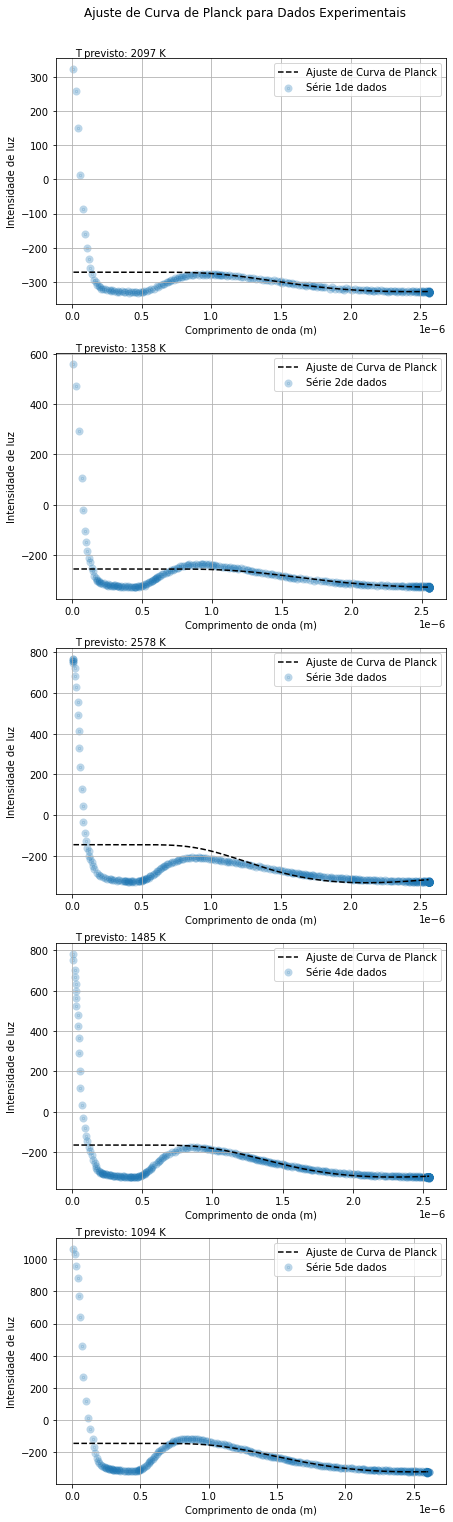 Ajuste de Curva de Planck para Dados Experimentais
T previsto: 2097 K
Ajuste de Curva de Planck
Série 1de dados
300
200
100
0
−100
−200
−300
Intensidade de luz
0.0 0.5 1.0 1.5 2.0 2.5
1e−6
Comprimento de onda (m)
T previsto: 1358 K
Ajuste de Curva de Planck
Série 2de dados
600
400
200
0
−200
Intensidade de luz
0.0 0.5 1.0 1.5 2.0 2.5
1e−6
Comprimento de onda (m)
T previsto: 2578 K
Ajuste de Curva de Planck
Série 3de dados
800
600
400
200
0
−200
Intensidade de luz
0.0 0.5 1.0 1.5 2.0 2.5
1e−6
Comprimento de onda (m)
T previsto: 1485 K
Ajuste de Curva de Planck
Série 4de dados
800
600
400
200
0
−200
Intensidade de luz
0.0 0.5 1.0 1.5 2.0 2.5
1e−6
Comprimento de onda (m)
T previsto: 1094 K
Ajuste de Curva de Planck
Série 5de dados
1000
800
600
400
200
0
−200
Intensidade de luz
0.0 0.5 1.0 1.5 2.0 2.5
1e−6
Comprimento de onda (m)